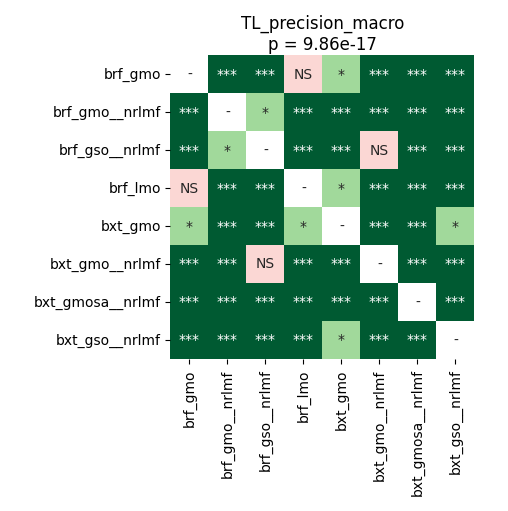 TL_precision_macro
p = 9.86e-17
brf_gmo - *** *** NS * *** *** ***
brf_gmo__nrlmf *** - * *** *** *** *** ***
brf_gso__nrlmf *** * - *** *** NS *** ***
brf_lmo NS *** *** - * *** *** ***
bxt_gmo * *** *** * - *** *** *
bxt_gmo__nrlmf *** *** NS *** *** - *** ***
bxt_gmosa__nrlmf *** *** *** *** *** *** - ***
bxt_gso__nrlmf *** *** *** *** * *** *** -
brf_gmo
brf_gmo__nrlmf
brf_gso__nrlmf
brf_lmo
bxt_gmo
bxt_gmo__nrlmf
bxt_gmosa__nrlmf
bxt_gso__nrlmf